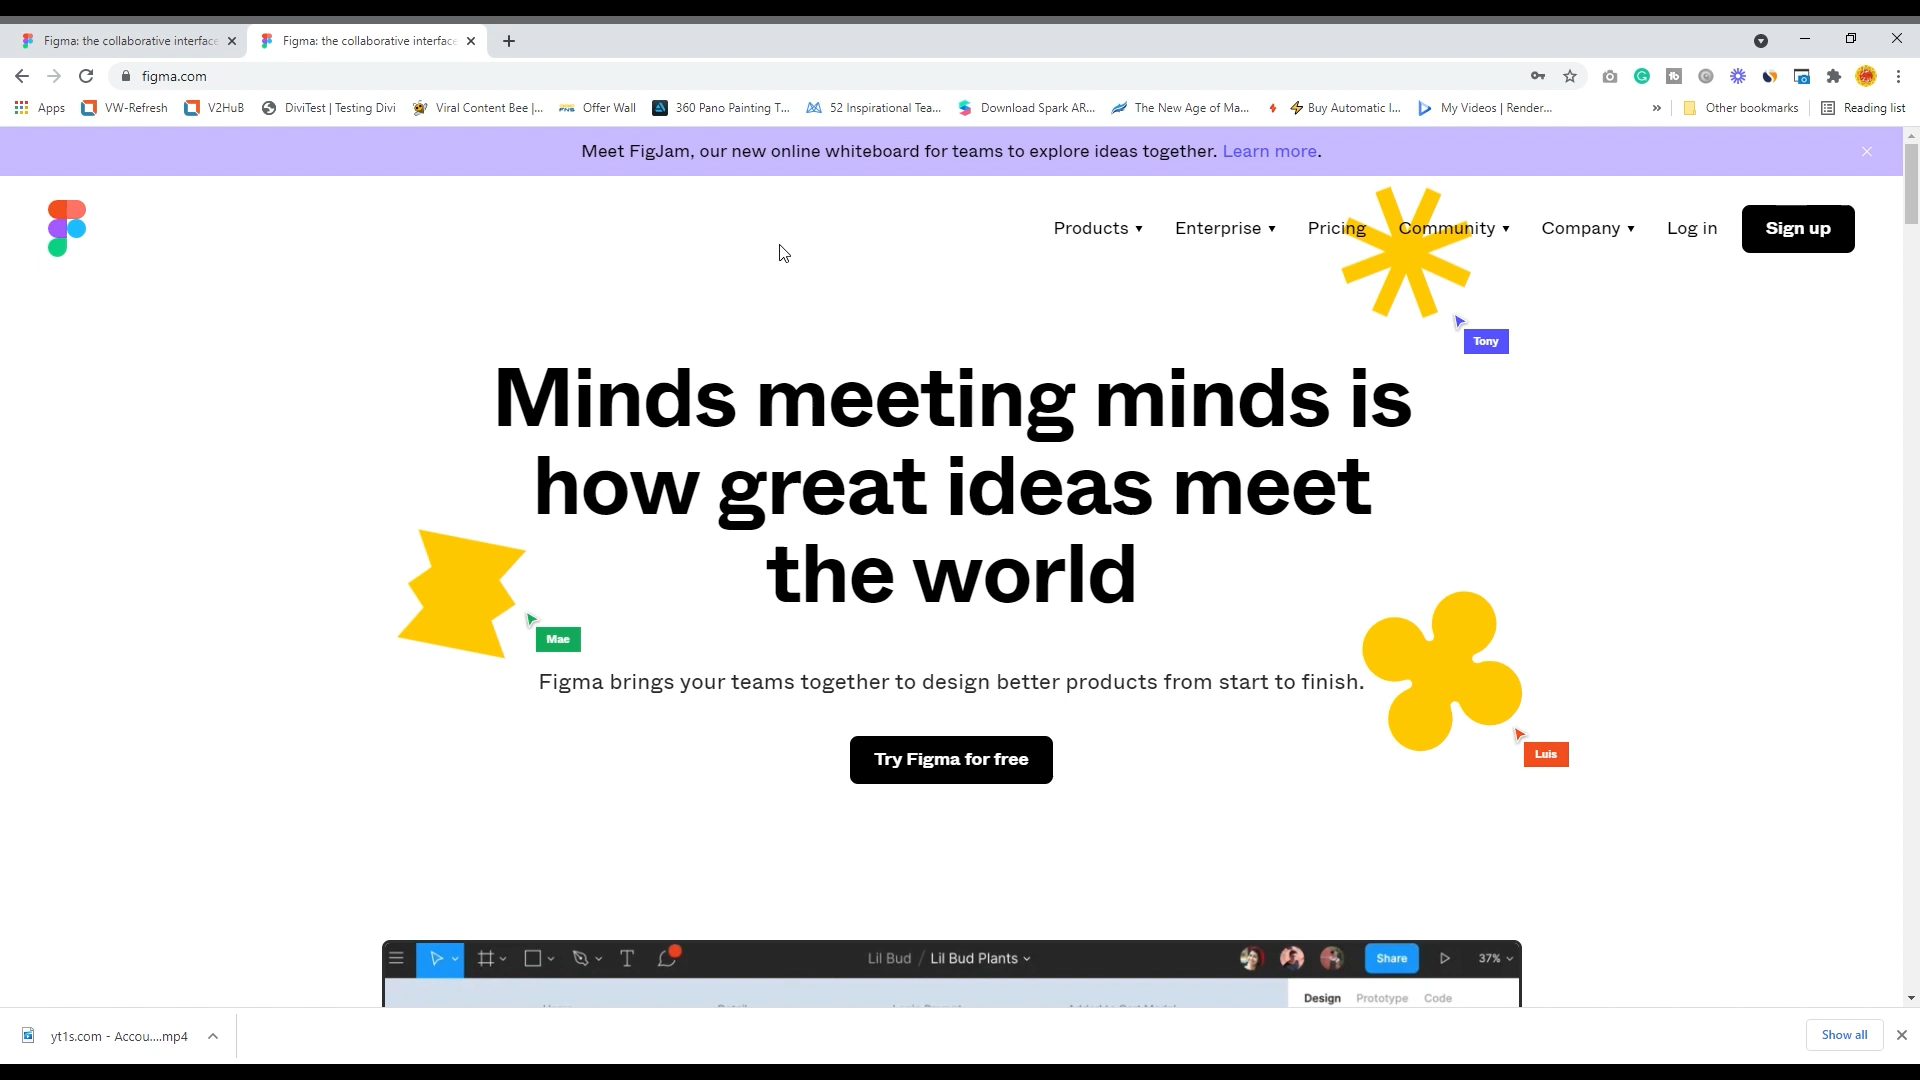 Figma: the collaborative interface
Figma: the collaborative interface
figma.com
Apps
VW-Refresh
V2HuB
DiviTest | Testing Divi
Viral Content Bee |...
Offer Wall
360 Pano Painting T...
52 Inspirational Tea...
Download Spark AR...
The New Age of Ma...
Buy Automatic I...
My Videos | Render...
»
Other bookmarks
Reading list
Meet FigJam, our new online whiteboard for teams to explore ideas together. Learn more.
Products
Enterprise
Pricing
Community
Company
Log in
Sign up
Tony
Minds meeting minds is
how great ideas meet
the world
Mae
Figma brings your teams together to design better products from start to finish.
Luis
Try Figma for free
Lil Bud / Lil Bud Plants
Share
37%
Design Prototype Code
yt1s.com - Accou....mp4
Show all